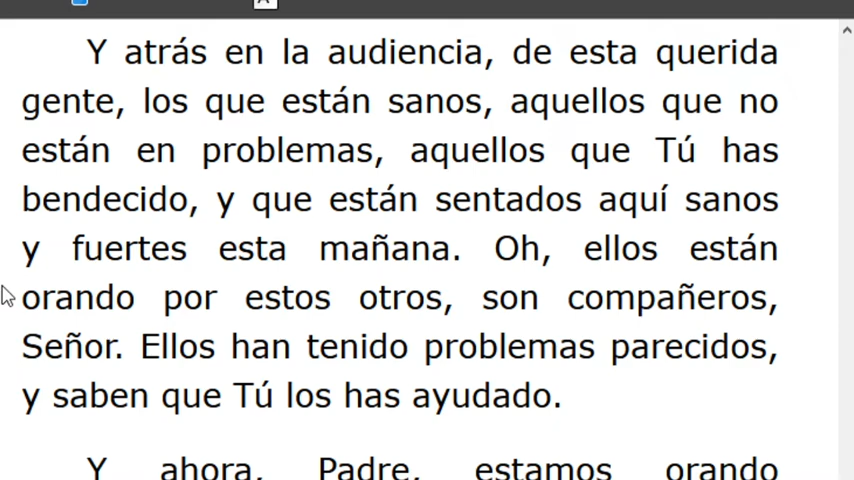 Y atrás en la audiencia, de esta querida
gente, los que están sanos, aquellos que no
están en problemas, aquellos que Tú has
bendecido, y que están sentados aquí sanos
y fuertes esta mañana. Oh, ellos están
orando por estos otros, son compañeros,
Señor. Ellos han tenido problemas parecidos,
y saben que Tú los has ayudado.
Y ahora, Padre, estamos orando